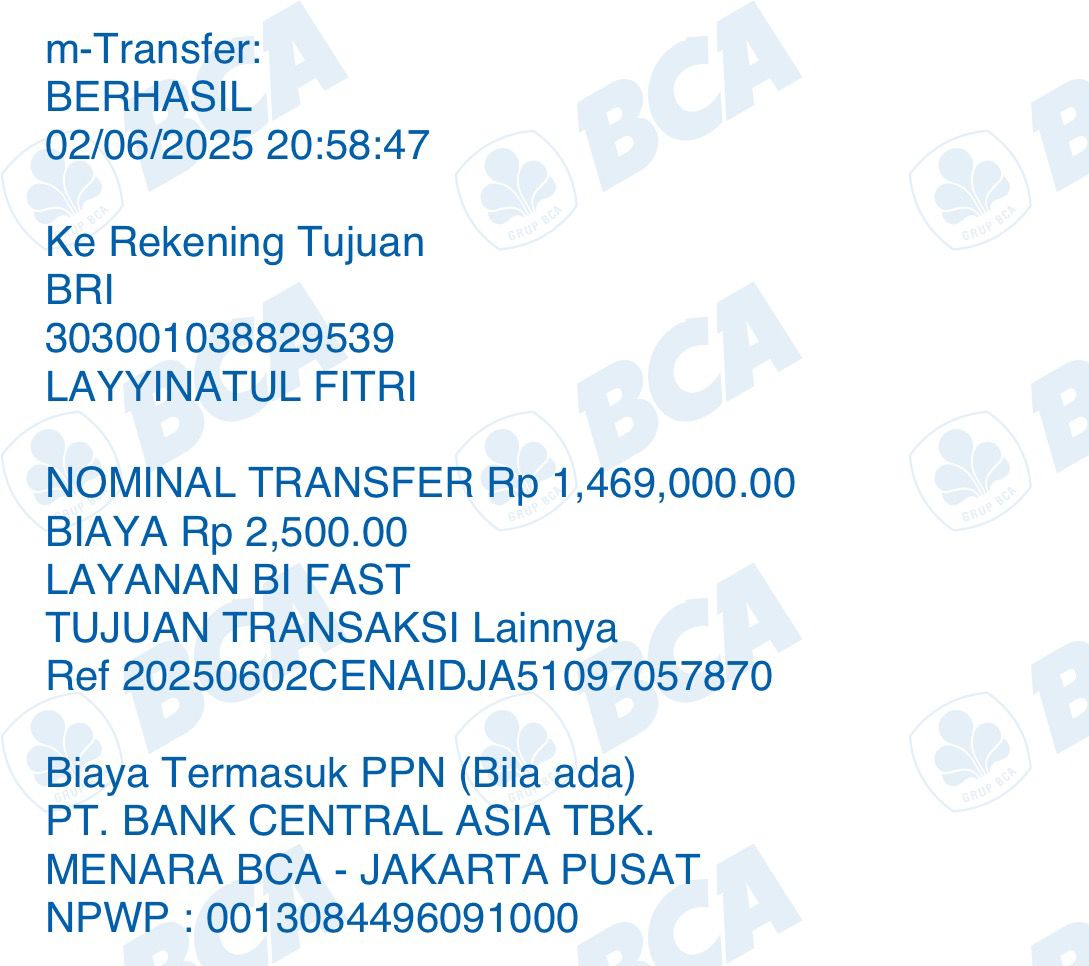 m-Transfer:
BERHASIL
02/06/2025 20:58:47
Ke Rekening Tujuan
BRI
303001038829539
LAYYINATUL FITRI
NOMINAL TRANSFER Rp 1,469,000.00
BIAYA Rp 2,500.00
LAYANAN BI FAST
TUJUAN TRANSAKSI Lainnya
Ref 20250602CENAIDJA51097057870
Biaya Termasuk PPN (Bila ada)
PT. BANK CENTRAL ASIA TBK.
MENARA BCA - JAKARTA PUSAT
NPWP : 0013084496091000